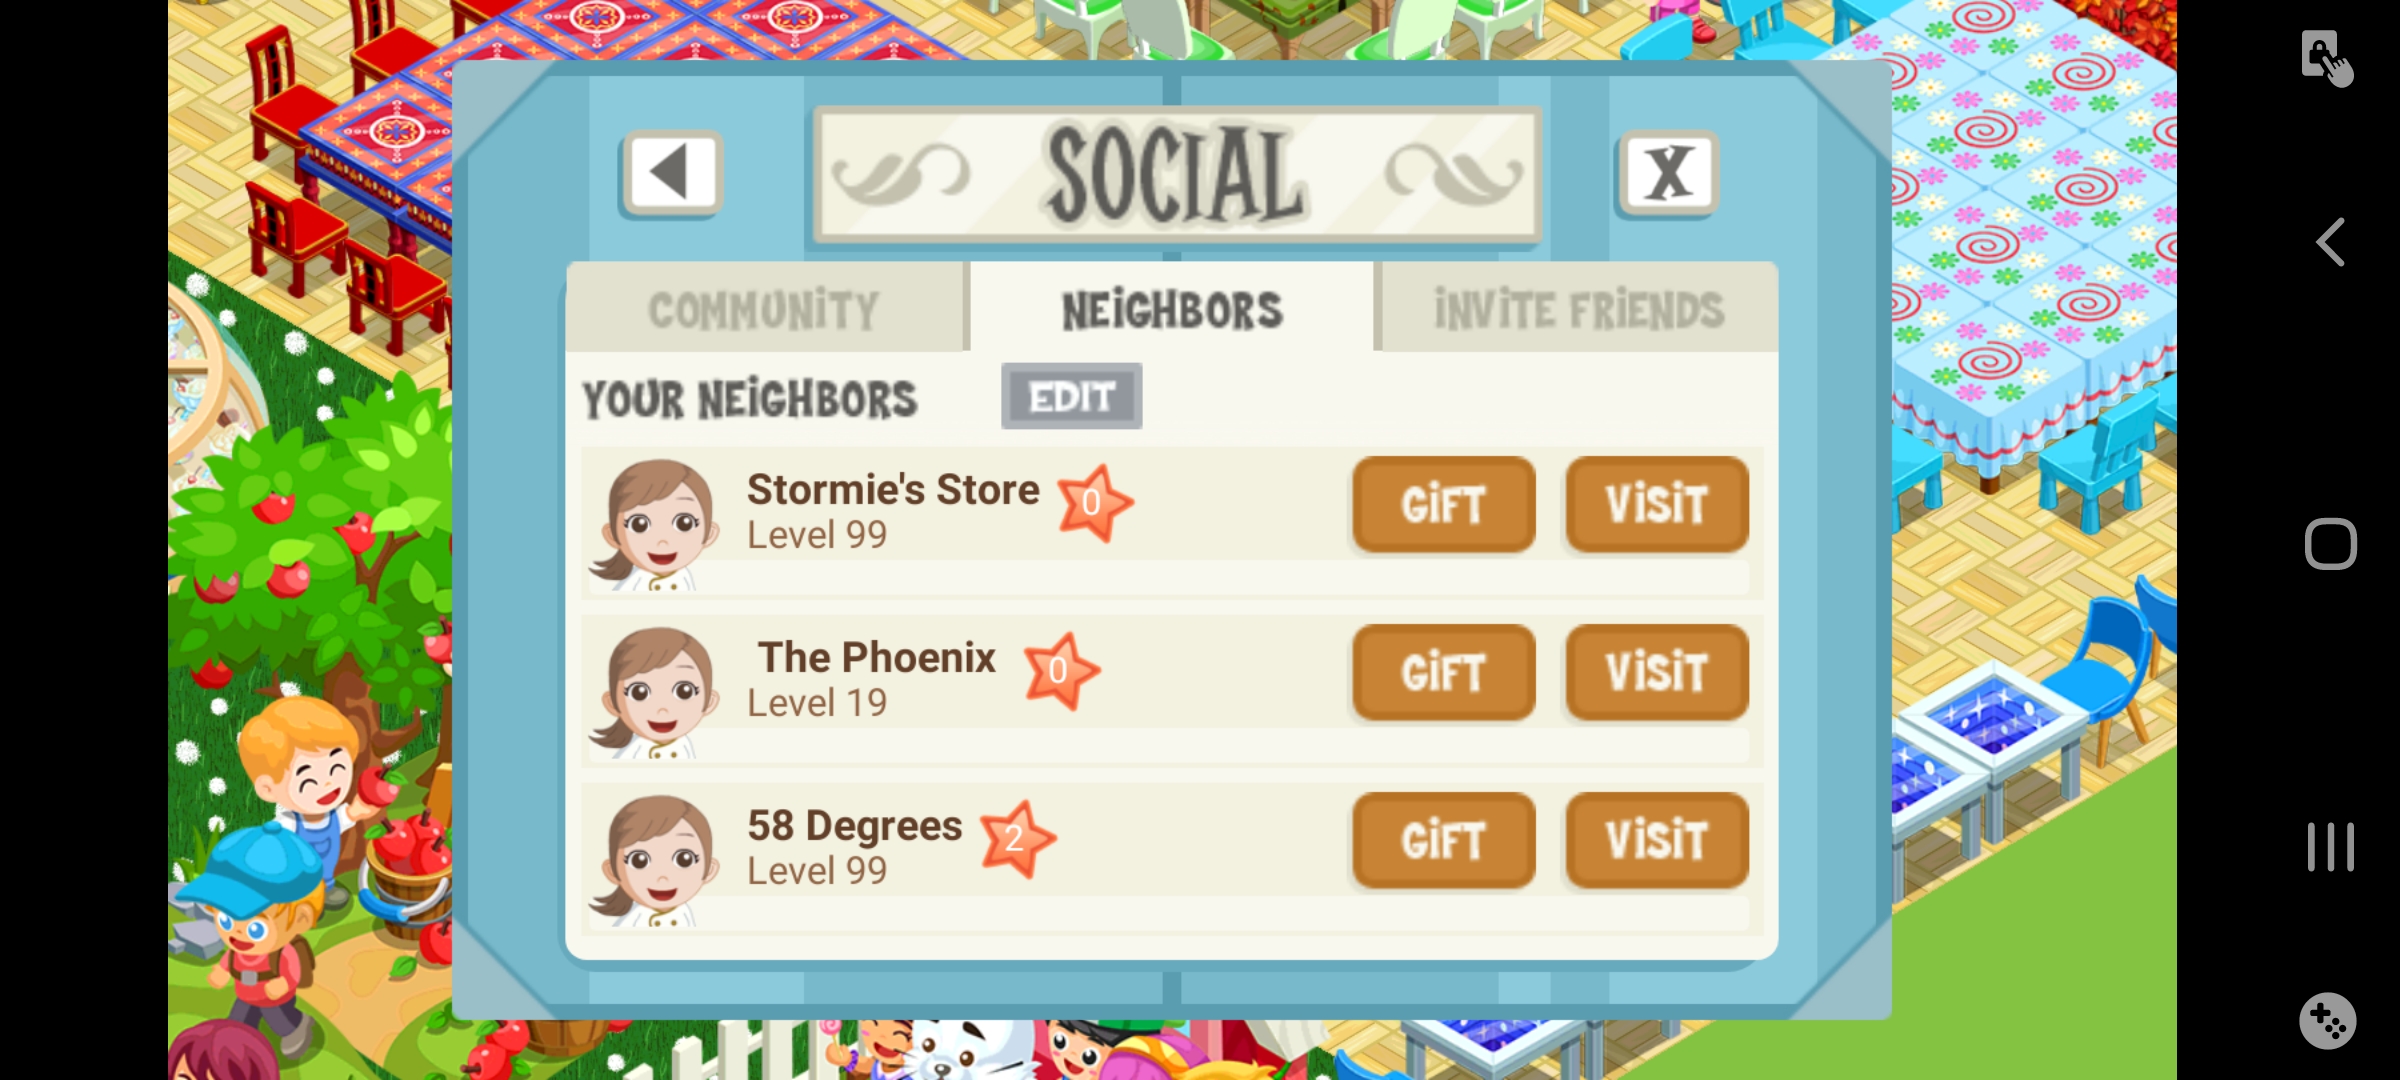 SOCIAL
X
COMMUNITY
NEIGHBORS
INVITE FRIENDS
YOUR NEIGHBORS
EDIT
Stormie's Store 0
Level 99
GIFT
VISIT
The Phoenix 0
Level 19
GIFT
VISIT
58 Degrees 2
Level 99
GIFT
VISIT